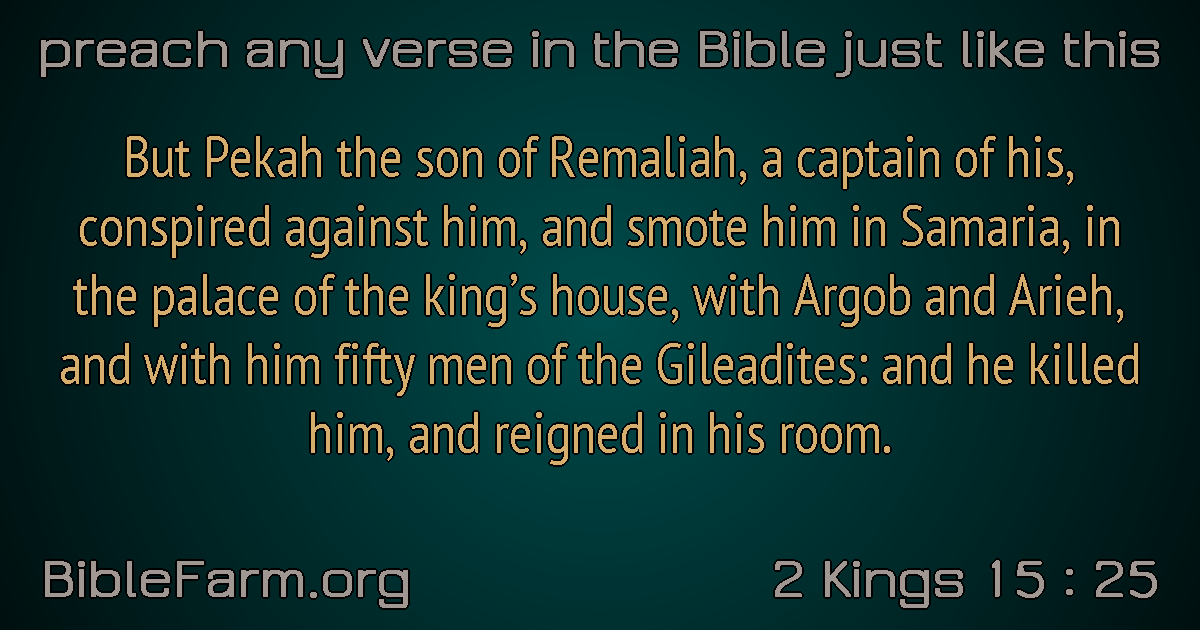 preach any verse in the Bible just like this
But Pekah the son of Remaliah, a captain of his,
conspired against him, and smote him in Samaria, in
the palace of the king’s house, with Argob and Arieh,
and with him fifty men of the Gileadites: and he killed
him, and reigned in his room.
BibleFarm.org
2 Kings 15 : 25